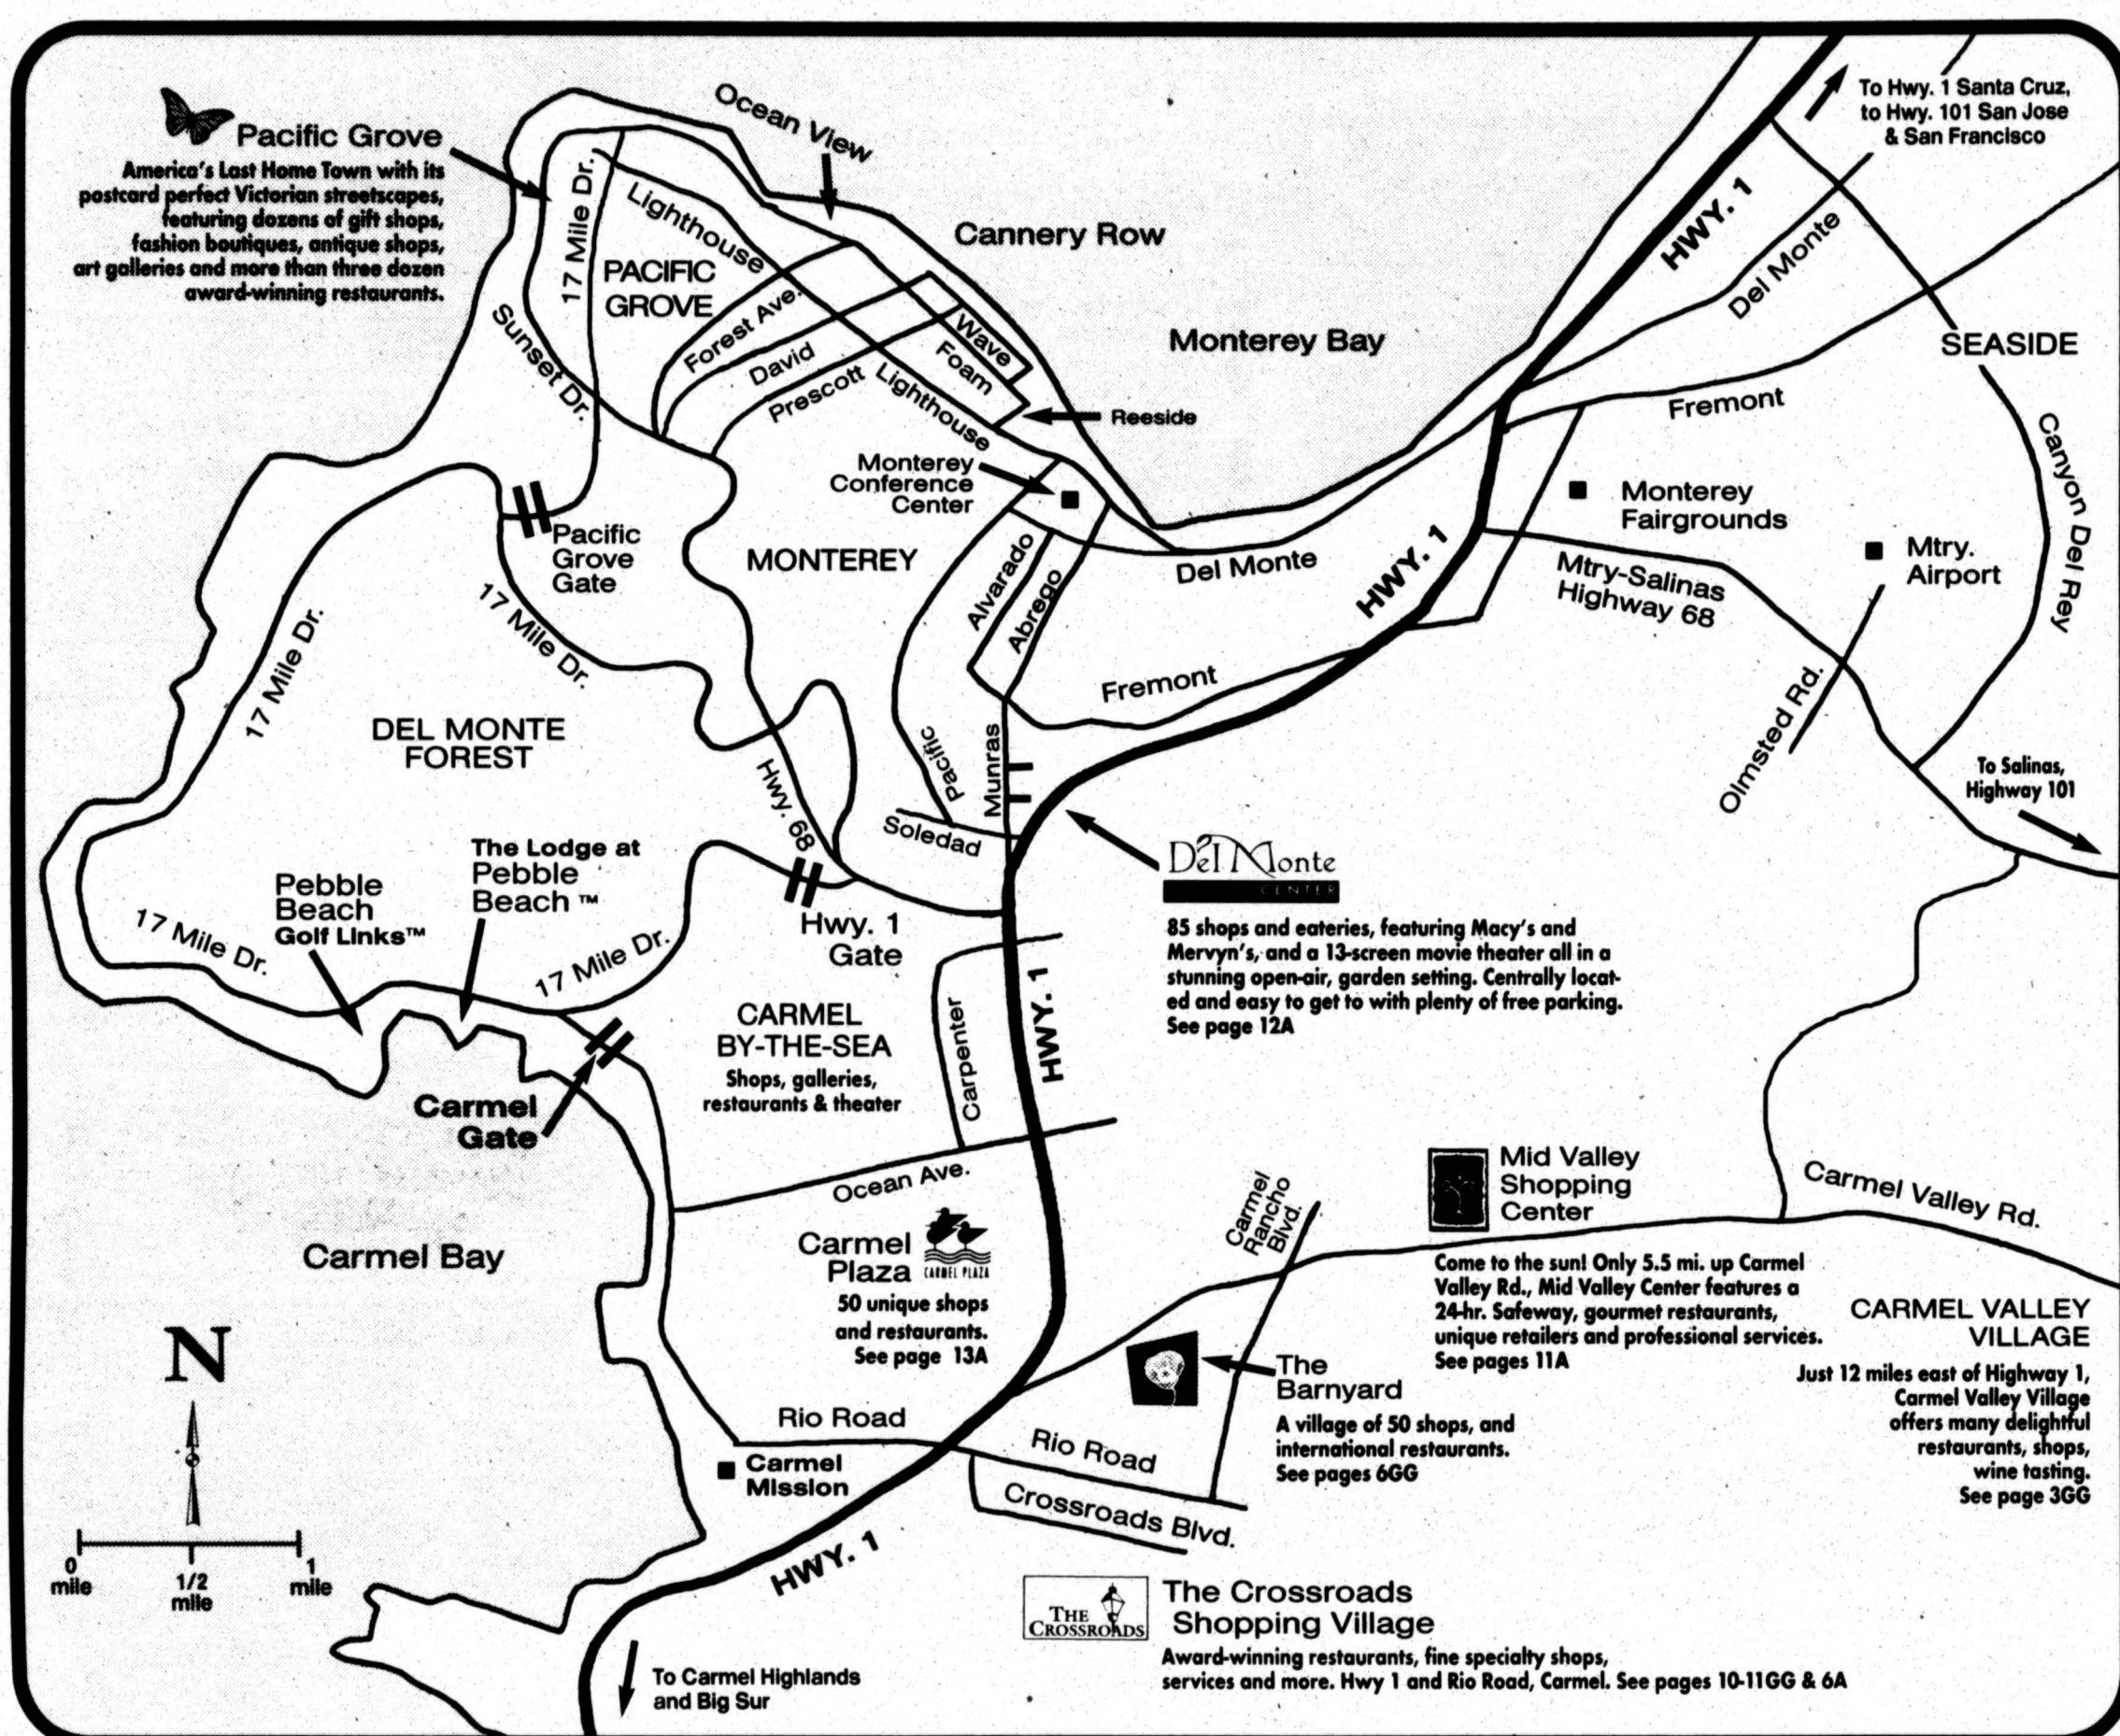 Pacific Grove
America's Last Home Town with its
postcard perfect Victorian streetscapes,
featuring dozens of gift shops,
fashion boutiques, antique shops,
art galleries and more than three dozen
award-winning restaurants.
Ocean View
To Hwy. 1 Santa Cruz,
to Hwy. 101 San Jose
& San Francisco
17 Mile Dr.
Lighthouse
Cannery Row
HWY. 1
Del Monte
PACIFIC
GROVE
Forest Ave.
Sunset Dr.
David
Prescott
Wave
Foam
Lighthouse
Reeside
Monterey Bay
SEASIDE
Fremont
Canyon Del Rey
Monterey
Conference
Center
Monterey
Fairgrounds
Mtry.
Airport
Pacific
Grove
Gate
MONTEREY
Alvarado
Abrego
Del Monte
HWY. 1
Mtry-Salinas
Highway 68
17 Mile Dr.
17 Mile Dr.
Fremont
Olmsted Rd.
DEL MONTE
FOREST
Hwy. 68
Pacific
Munras
Soledad
To Salinas,
Highway 101
Del Monte
CENTER
85 shops and eateries, featuring Macy's and
Mervyn's, and a 13-screen movie theater all in a
stunning open-air, garden setting. Centrally locat-
ed and easy to get to with plenty of free parking.
See page 12A
The Lodge at
Pebble
Beach ™
Pebble
Beach
Golf Links™
17 Mile Dr.
17 Mile Dr.
Hwy. 1
Gate
CARMEL
BY-THE-SEA
Shops, galleries,
restaurants & theater
Carpenter
HWY. 1
Carmel
Gate
Ocean Ave.
Carmel Bay
Carmel
Plaza
CARMEL PLAZA
50 unique shops
and restaurants.
See page 13A
Carmel
Rancho
Blvd.
Mid Valley
Shopping
Center
Come to the sun! Only 5.5 mi. up Carmel
Valley Rd., Mid Valley Center features a
24-hr. Safeway, gourmet restaurants,
unique retailers and professional services.
See pages 11A
Carmel Valley Rd.
CARMEL VALLEY
VILLAGE
Just 12 miles east of Highway 1,
Carmel Valley Village
offers many delightful
restaurants, shops,
wine tasting.
See page 3GG
The
Barnyard
A village of 50 shops, and
international restaurants.
See pages 6GG
N
Rio Road
Rio Road
Carmel
Mission
Crossroads Blvd.
0
mile
1/2
mile
1
mile
HWY. 1
THE
CROSSROADS
The Crossroads
Shopping Village
Award-winning restaurants, fine specialty shops,
services and more. Hwy 1 and Rio Road, Carmel. See pages 10-11GG & 6A
To Carmel Highlands
and Big Sur